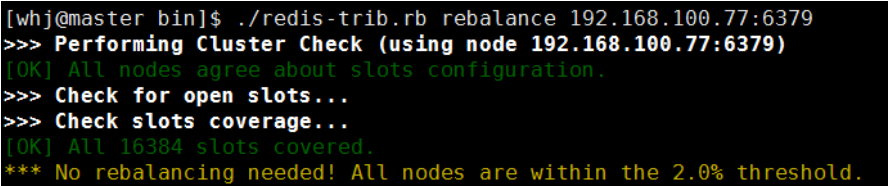 [whj@master bin]$ ./redis-trib.rb rebalance 192.168.100.77:6379
>>> Performing Cluster Check (using node 192.168.100.77:6379)
[OK] All nodes agree about slots configuration.
>>> Check for open slots...
>>> Check slots coverage...
[OK] All 16384 slots covered.
*** No rebalancing needed! All nodes are within the 2.0% threshold.